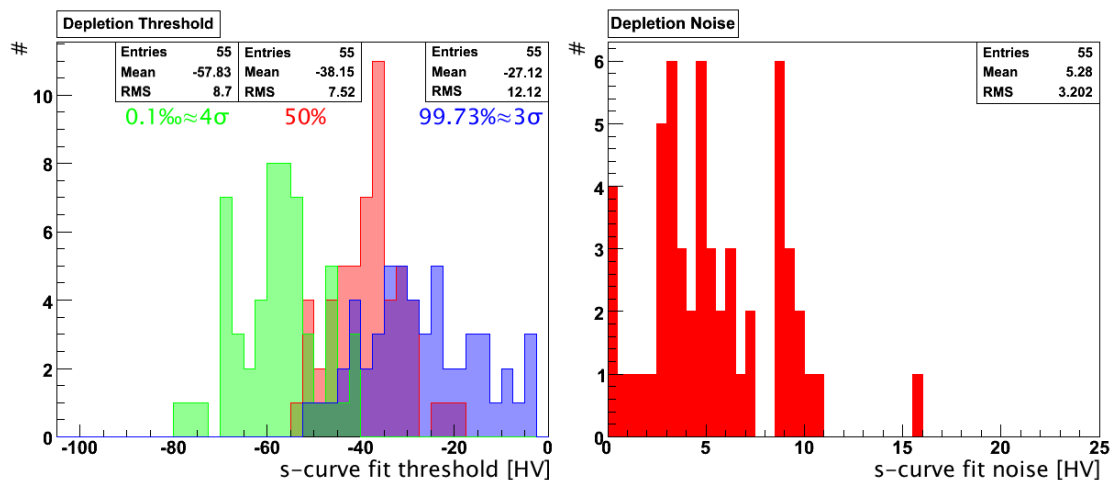 Depletion Threshold
#
Entries 55
Mean -57.83
RMS 8.7
Entries 55
Mean -38.15
RMS 7.52
Entries 55
Mean -27.12
RMS 12.12
0.1‰≈4σ
50%
99.73%≈3σ
10
8
6
4
2
0
-100 -80 -60 -40 -20 0
s-curve fit threshold [HV]
Depletion Noise
#
Entries 55
Mean 5.28
RMS 3.202
6
5
4
3
2
1
0
0 5 10 15 20 25
s-curve fit noise [HV]